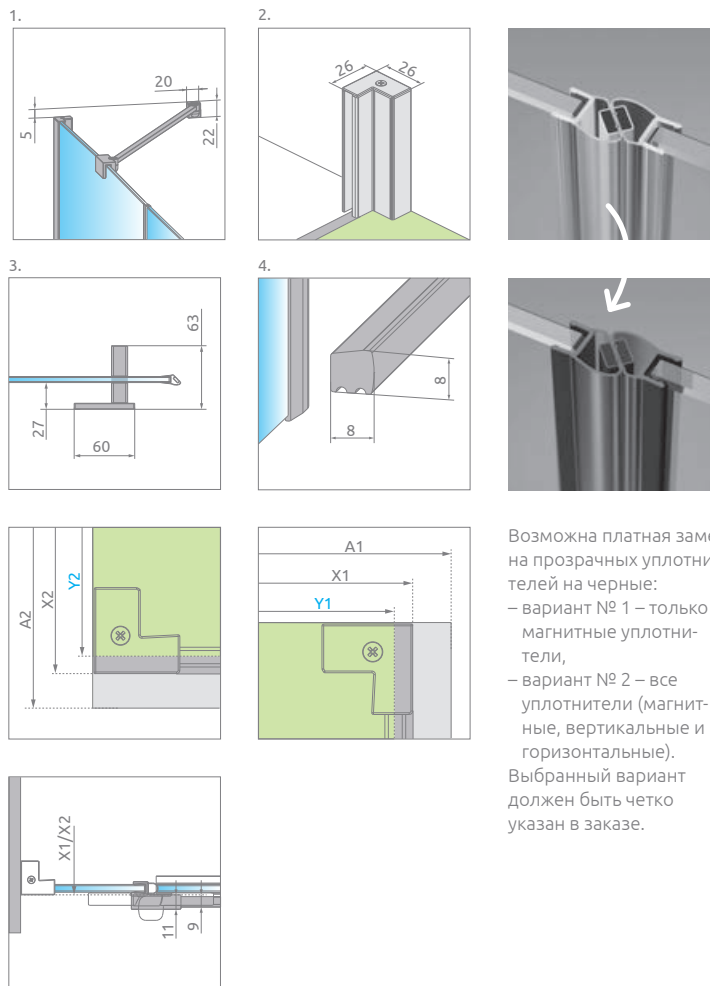 1.
20
5
22
2.
26
26
3.
63
27
60
4.
8
8
A2
X2
Y2
A1
X1
Y1
X1/X2
11
9
Возможна платная заме
на прозрачных уплотни
телей на черные:
– вариант № 1 – только
магнитные уплотни-
тели,
– вариант № 2 – все
уплотнители (магнит-
ные, вертикальные и
горизонтальные).
Выбранный вариант
должен быть четко
указан в заказе.